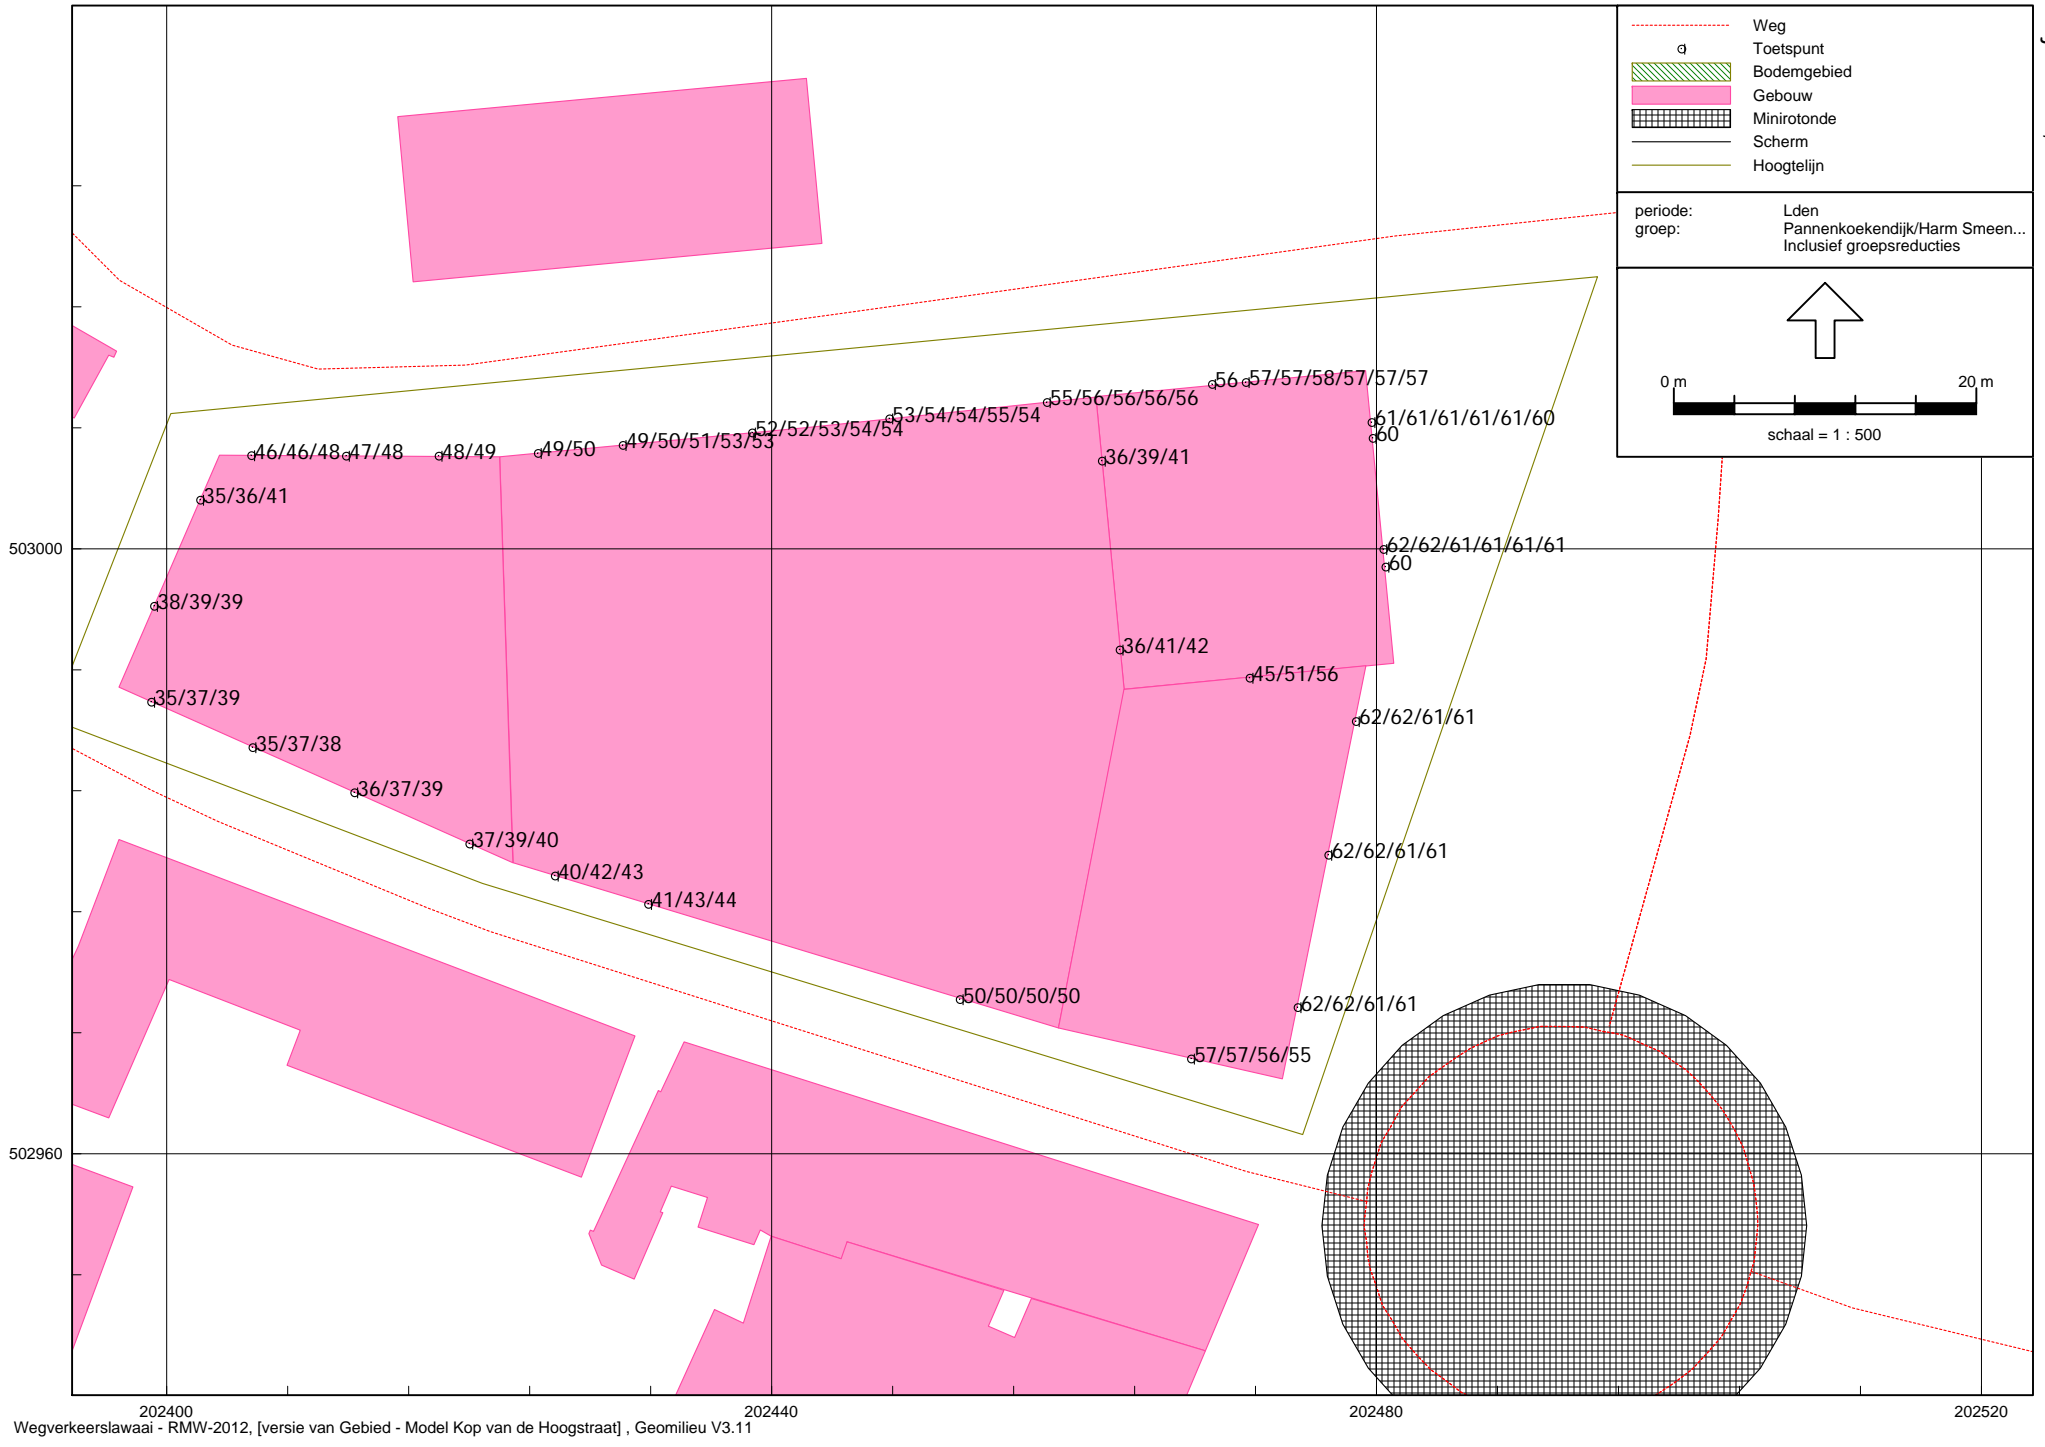 Weg
Toetspunt
Bodemgebied
Gebouw
Minirotonde
Scherm
Hoogtelijn
periode: Lden
groep: Pannenkoekendijk/Harm Smeen...
Inclusief groepsreducties
0 m 20 m
schaal = 1 : 500
56 57/57/58/57/57/57
55/56/56/56/56
53/54/54/55/54
61/61/61/61/61/60
52/52/53/54/54
60
49/50/51/53/53
46/46/48 47/48 48/49 49/50
36/39/41
35/36/41
503000
62/62/61/61/61/61
60
38/39/39
36/41/42
45/51/56
35/37/39
62/62/61/61
35/37/38
36/37/39
37/39/40
62/62/61/61
40/42/43
41/43/44
50/50/50/50
62/62/61/61
57/57/56/55
502960
202400 202440 202480 202520
Wegverkeerslawaai - RMW-2012, [versie van Gebied - Model Kop van de Hoogstraat] , Geomilieu V3.11